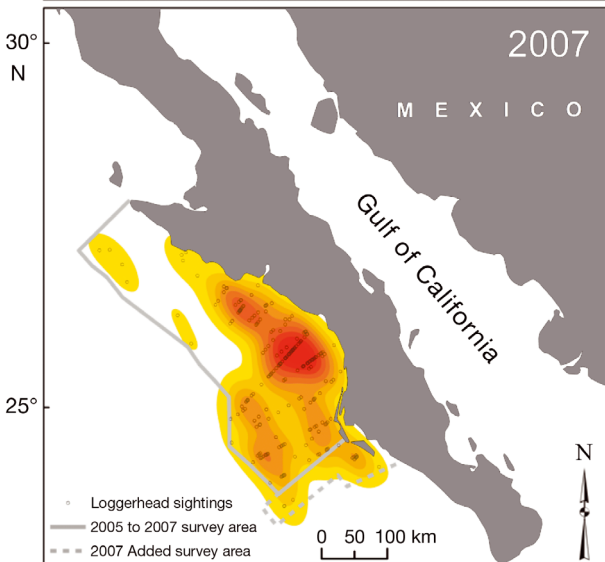 30°
N
2007
MEXICO
Gulf of California
25°
N
Loggerhead sightings
2005 to 2007 survey area
2007 Added survey area
0 50 100 km